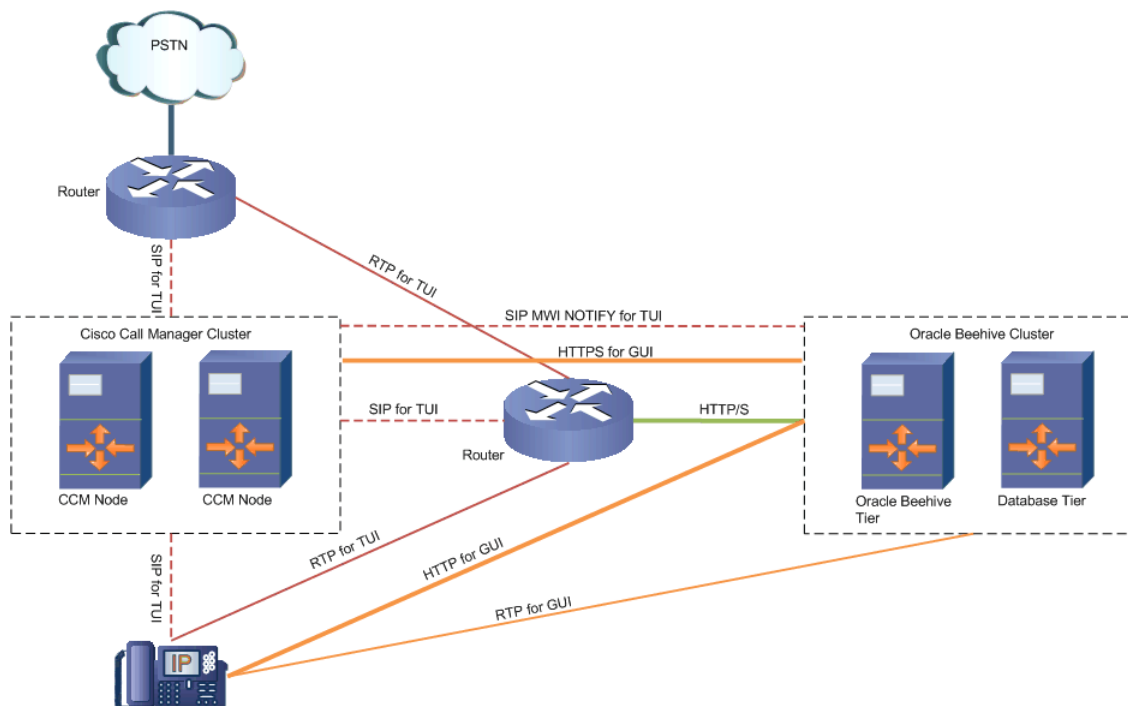 PSTN
Router
SIP for TUI
RTP for TUI
SIP MWI NOTIFY for TUI
Cisco Call Manager Cluster
Oracle Beehive Cluster
HTTPS for GUI
SIP for TUI
HTTP/S
Router
CCM Node
CCM Node
Oracle Beehive
Tier
Database Tier
SIP for TUI
RTP for TUI
HTTP for GUI
RTP for GUI
IP